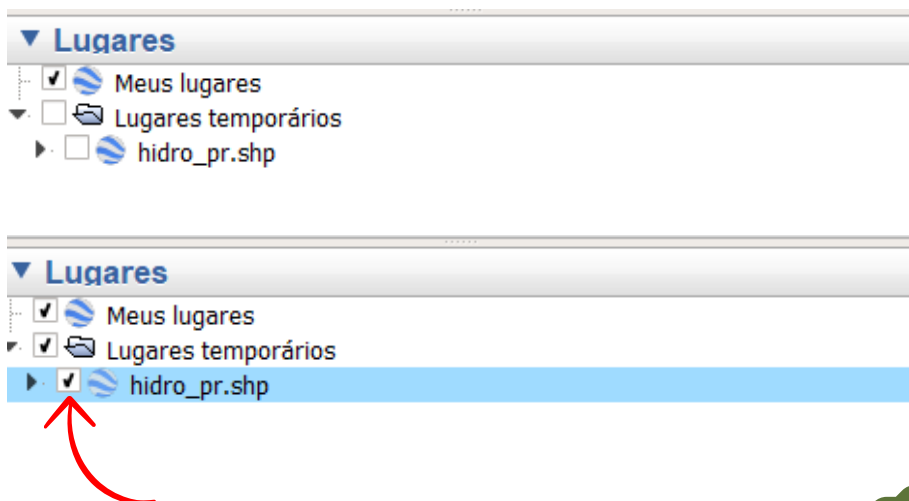 Lugares
Meus lugares
Lugares temporários
hidro_pr.shp
Lugares
Meus lugares
Lugares temporários
hidro_pr.shp